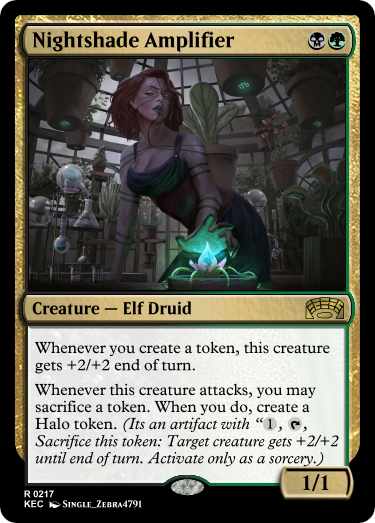 Nightshade Amplifier
Creature — Elf Druid
Whenever you create a token, this creature
gets +2/+2 end of turn.
Whenever this creature attacks, you may
sacrifice a token. When you do, create a
Halo token. (Its an artifact with “1, ,
Sacrifice this token: Target creature gets +2/+2
until end of turn. Activate only as a sorcery.)
1/1
R 0217
KEC Single_Zebra4791